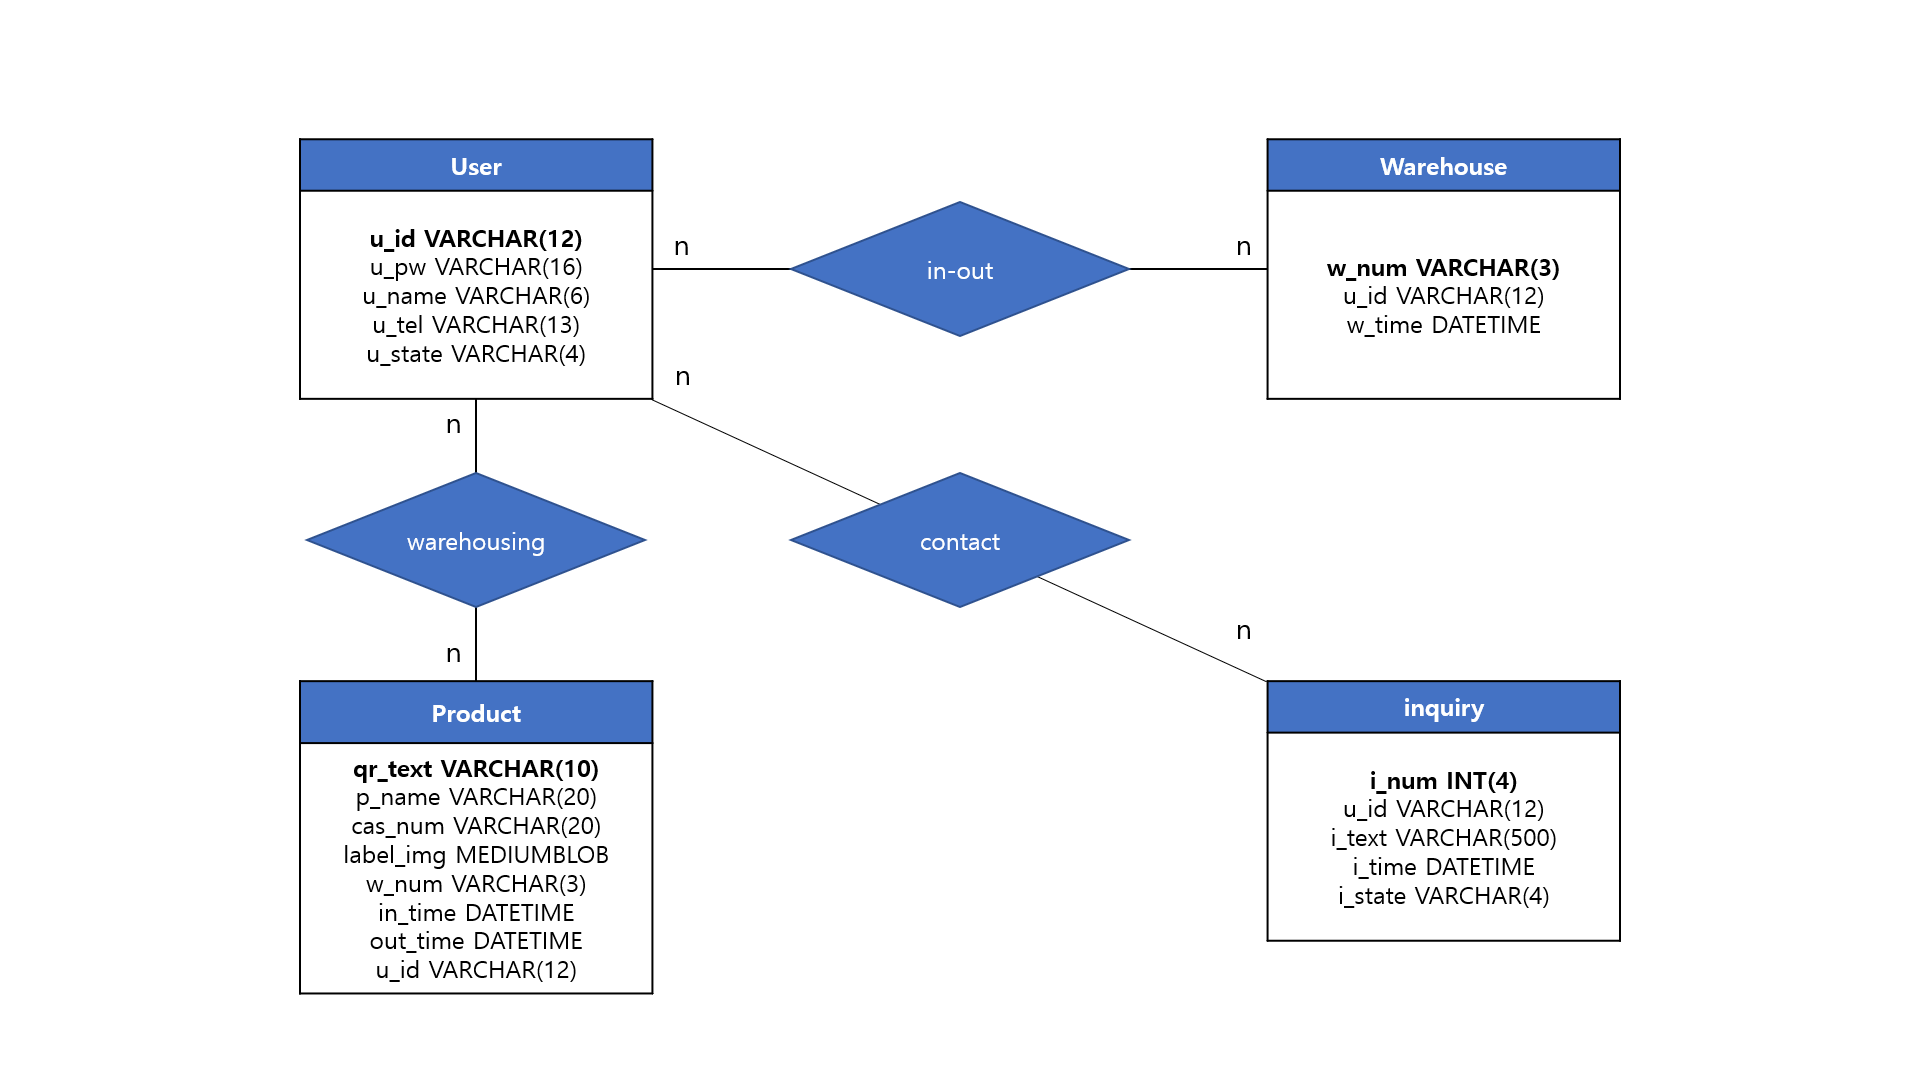 User
u_id VARCHAR(12)
u_pw VARCHAR(16)
u_name VARCHAR(6)
u_tel VARCHAR(13)
u_state VARCHAR(4)
n
in-out
n
Warehouse
w_num VARCHAR(3)
u_id VARCHAR(12)
w_time DATETIME
n
contact
n
n
warehousing
n
Product
qr_text VARCHAR(10)
p_name VARCHAR(20)
cas_num VARCHAR(20)
label_img MEDIUMBLOB
w_num VARCHAR(3)
in_time DATETIME
out_time DATETIME
u_id VARCHAR(12)
inquiry
i_num INT(4)
u_id VARCHAR(12)
i_text VARCHAR(500)
i_time DATETIME
i_state VARCHAR(4)